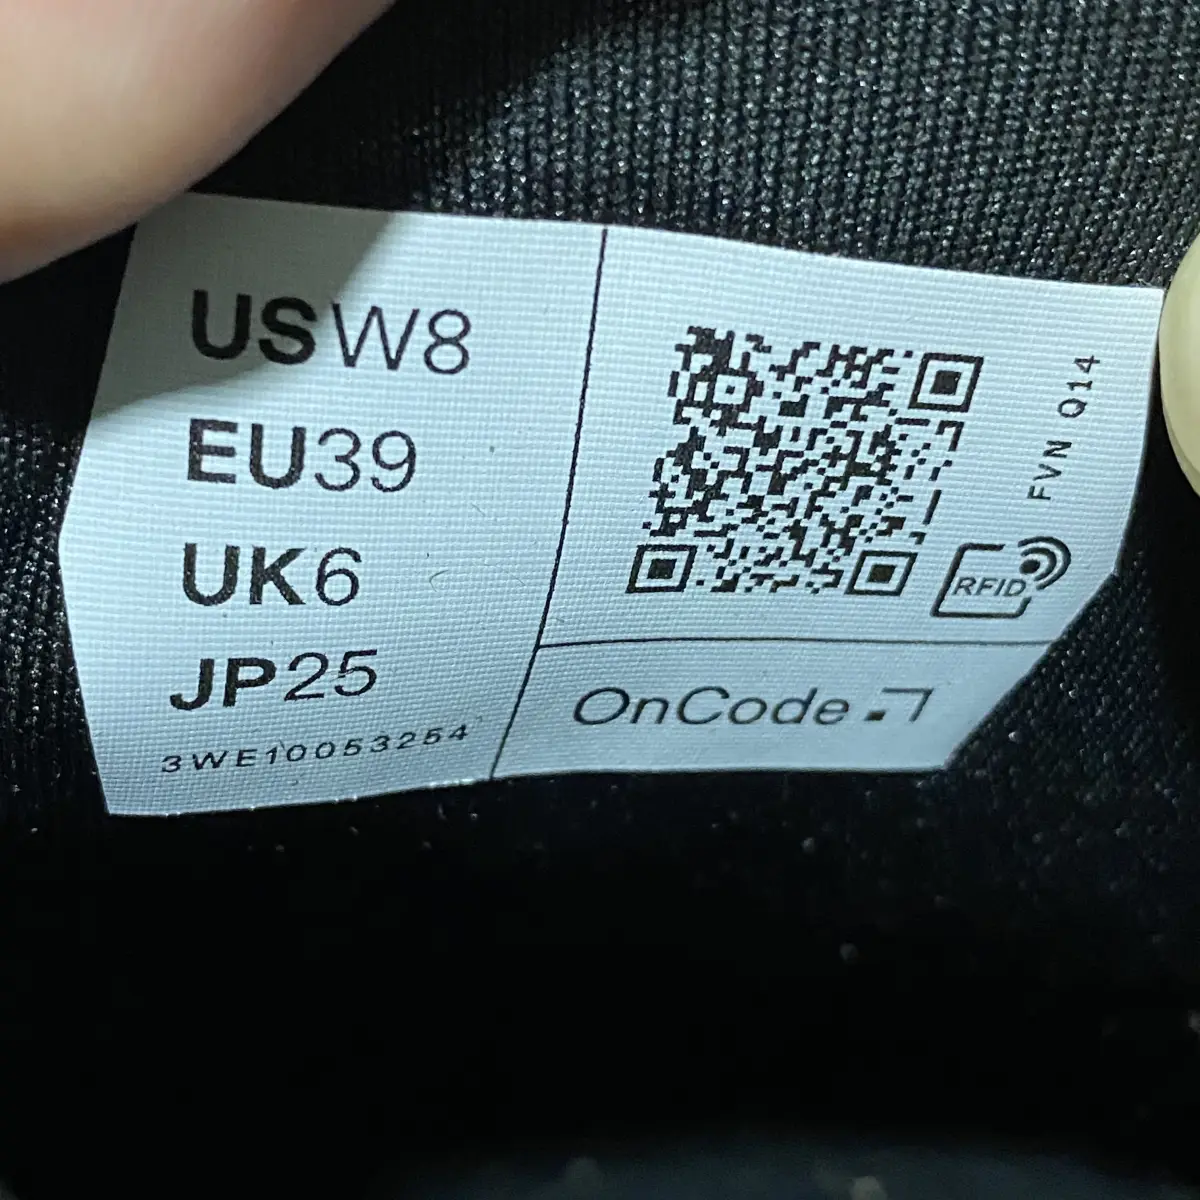 USW8
EU39
UK6
JP25
3WE10053254
FVN Q14
RFID
OnCode